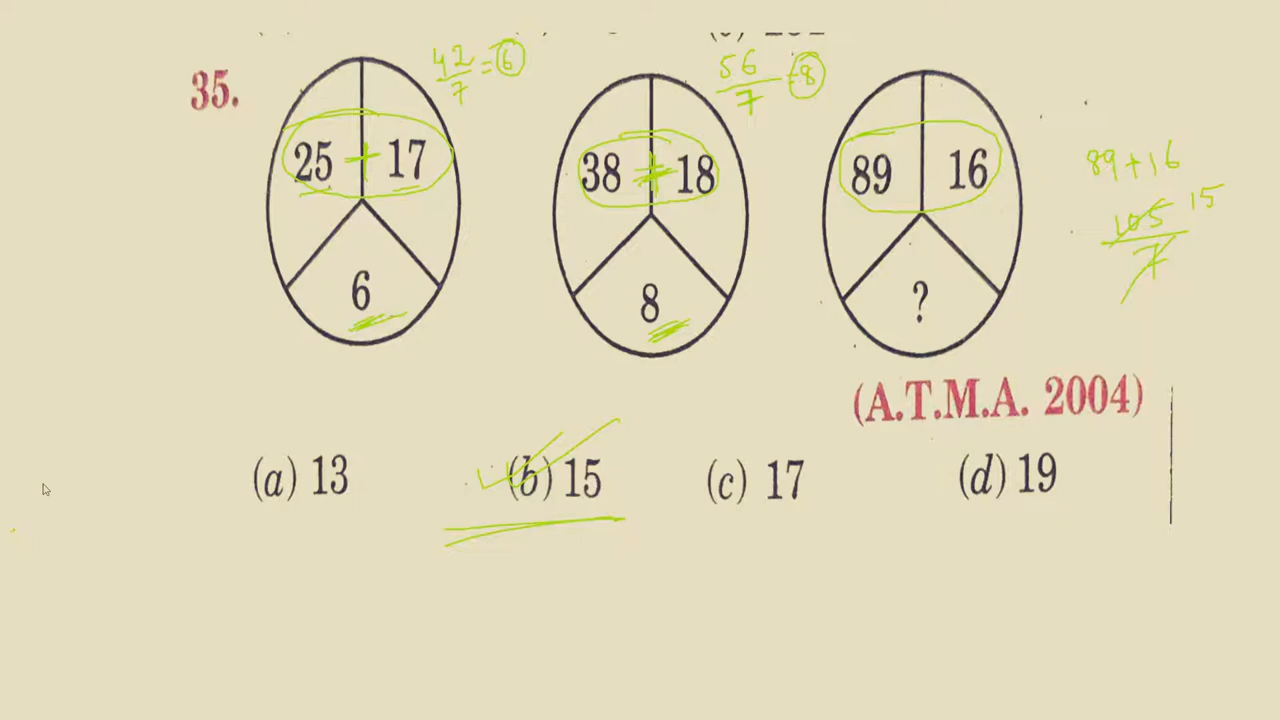 35.
25 + 17
6
42/7 = 6
38 + 18
8
56/7 = 8
89 16
?
89+16
105/7 15
(A.T.M.A. 2004)
(a) 13 (b) 15 (c) 17 (d) 19